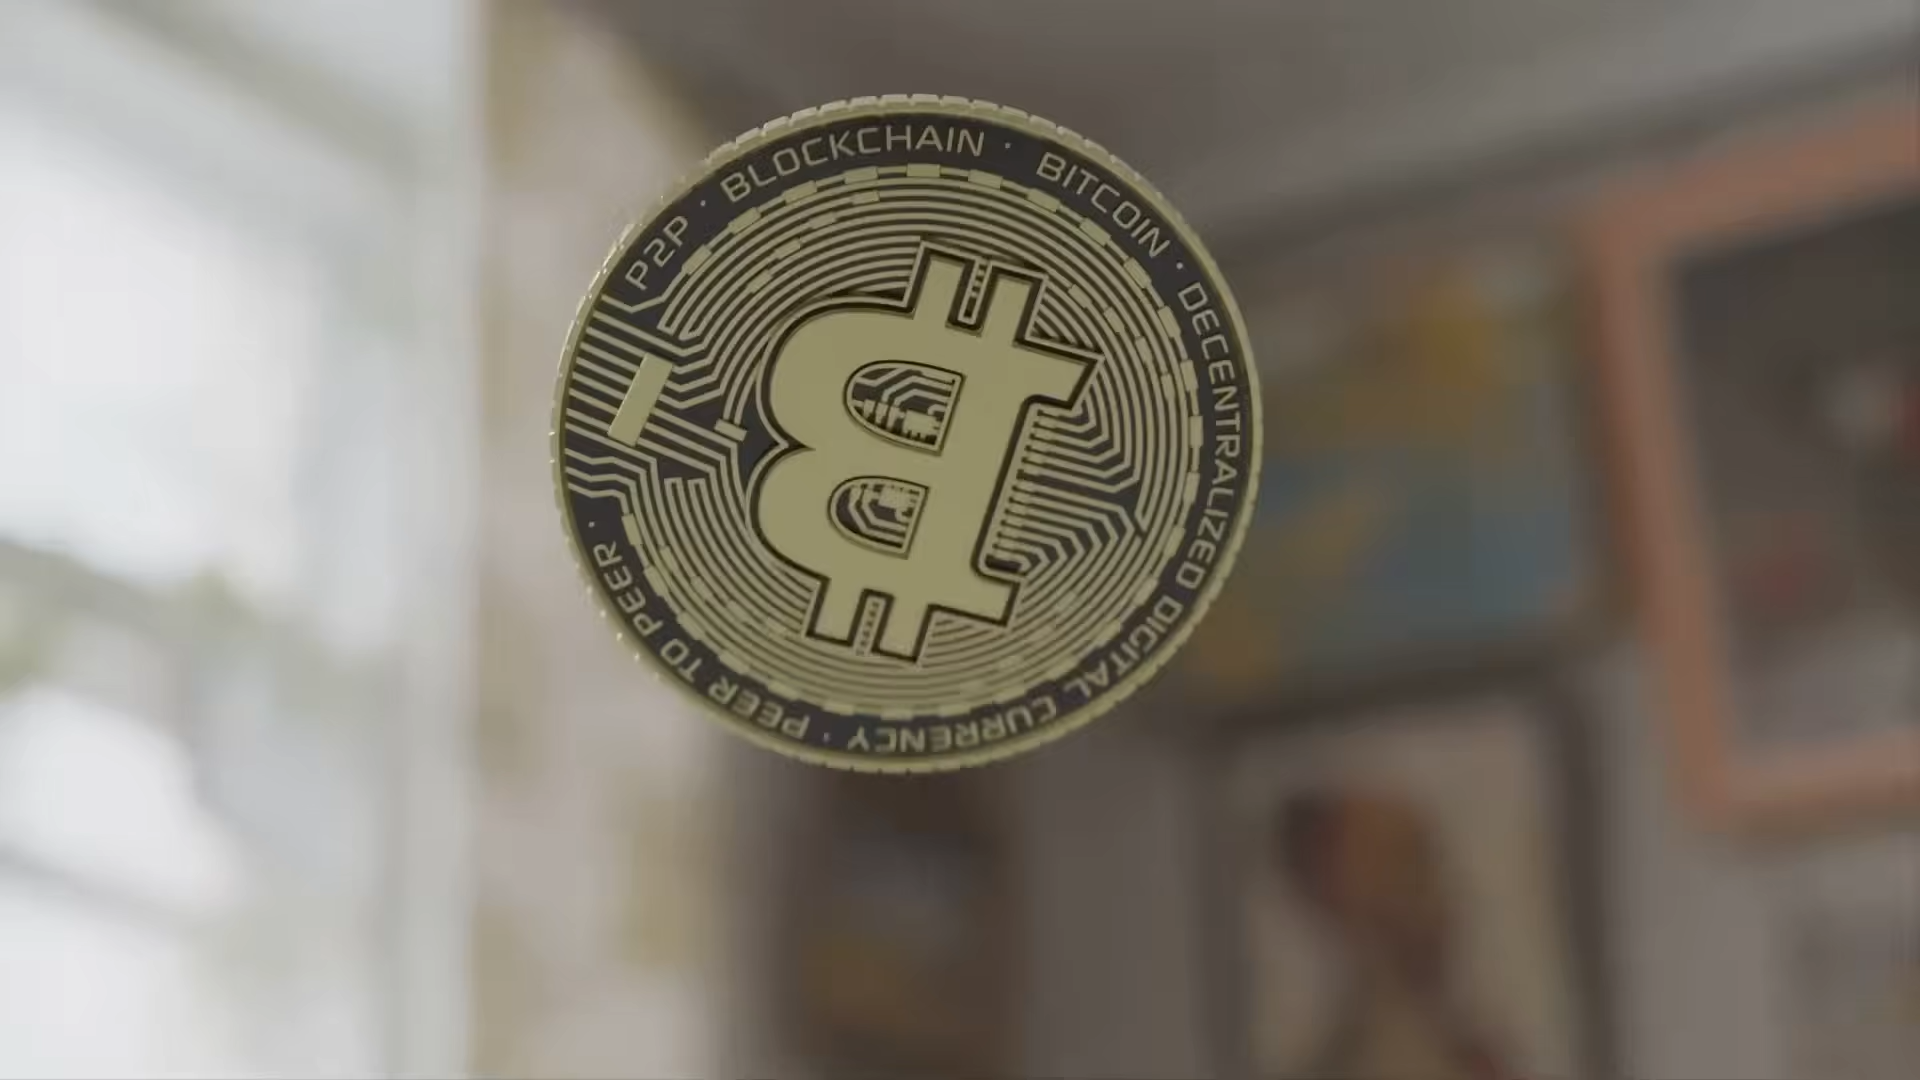 P2P · BLOCKCHAIN · BITCOIN · DECENTRALIZED DIGITAL CURRENCY · PEER TO PEER ·